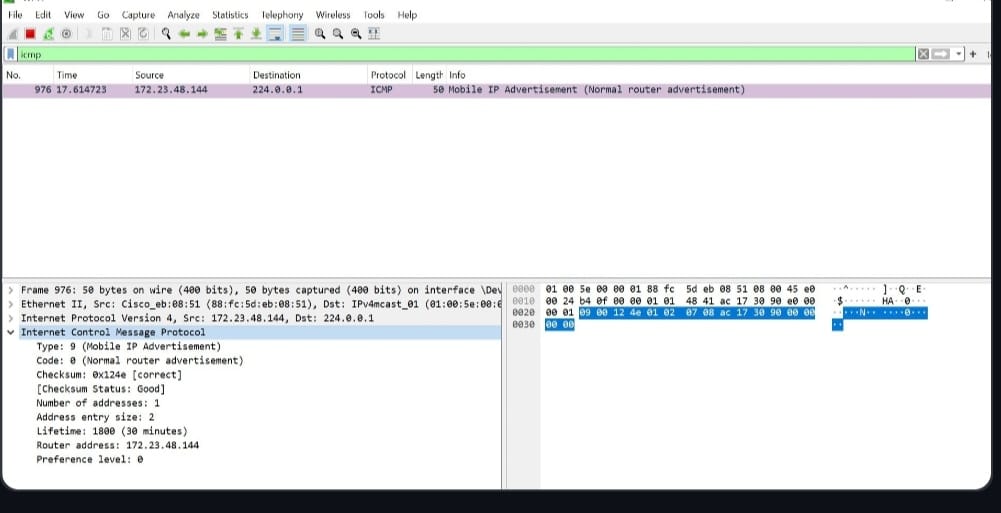 File Edit View Go Capture Analyze Statistics Telephony Wireless Tools Help
icmp
No. Time Source Destination Protocol Length Info
976 17.614723 172.23.48.144 224.0.0.1 ICMP 50 Mobile IP Advertisement (Normal router advertisement)
Frame 976: 50 bytes on wire (400 bits), 50 bytes captured (400 bits) on interface \Dev
Ethernet II, Src: Cisco_eb:08:51 (88:fc:5d:eb:08:51), Dst: IPv4mcast_01 (01:00:5e:00:0
Internet Protocol Version 4, Src: 172.23.48.144, Dst: 224.0.0.1
Internet Control Message Protocol
Type: 9 (Mobile IP Advertisement)
Code: 0 (Normal router advertisement)
Checksum: 0x124e [correct]
[Checksum Status: Good]
Number of addresses: 1
Address entry size: 2
Lifetime: 1800 (30 minutes)
Router address: 172.23.48.144
Preference level: 0
0000 01 00 5e 00 00 01 88 fc 5d eb 08 51 08 00 45 e0 ··^····· ]··Q··E·
0010 00 24 b4 0f 00 00 01 01 48 41 ac 17 30 90 e0 00 ·$······ HA··0···
0020 00 01 09 00 12 4e 01 02 07 08 ac 17 30 90 00 00 ·····N·· ····0···
0030 00 00 ··